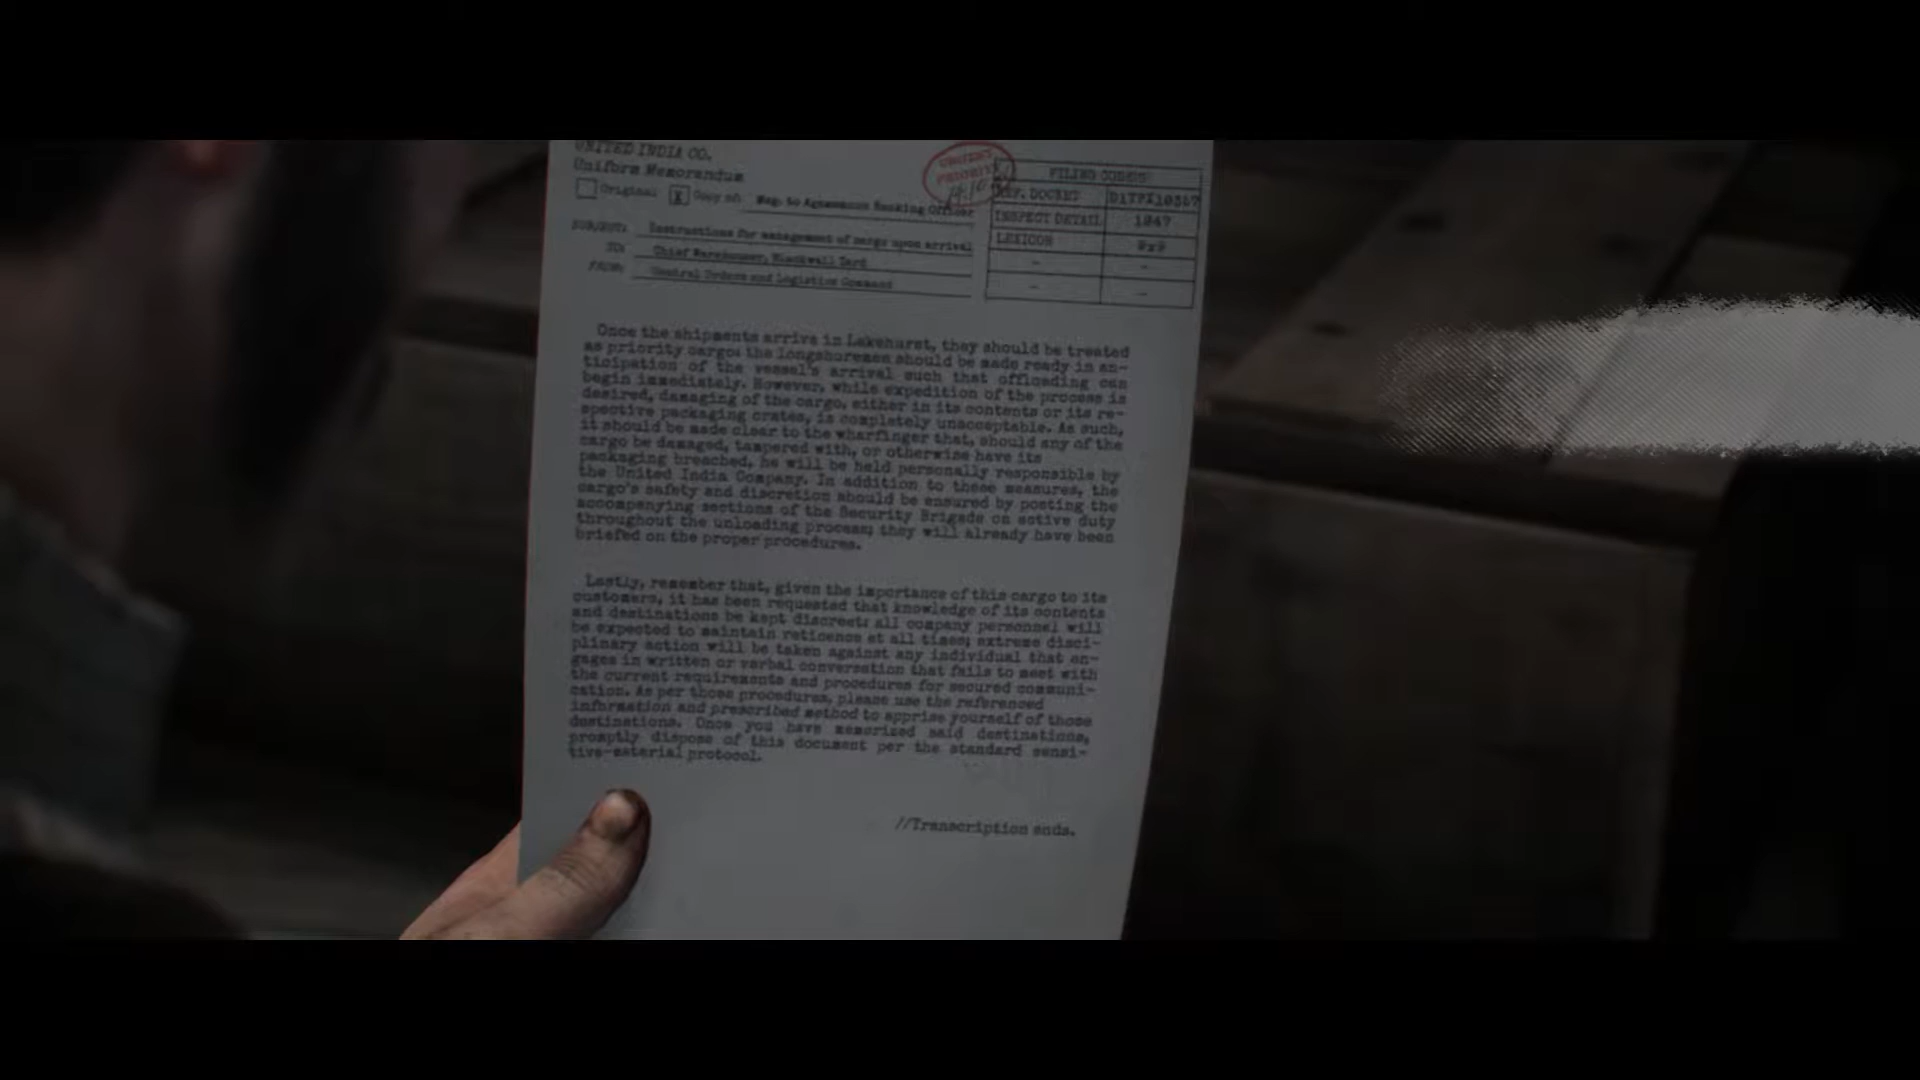 UNITED INDIA CO.
Uniform Memorandum
Original X Copy of: Msg. to Agamemnon Ranking Officer
SUBJECT: Instructions for management of cargo upon arrival
TO: Chief Warehouser, Blackwall Yard
FROM: Central Orders and Logistics Command
URGENT
PRIORITY
FILING CODES
REF. DOCKET
INSPECT DETAIL 1847
LEXICON 9x9
- -
- -
Once the shipments arrive in Lakehurst, they should be treated
as priority cargo: the longshoremen should be made ready in an-
ticipation of the vessel's arrival such that offloading can
begin immediately. However, while expedition of the process is
desired, damaging of the cargo, either in its contents or its re-
spective packaging crates, is completely unacceptable. As such,
it should be made clear to the wharfinger that, should any of the
cargo be damaged, tampered with, or otherwise have its
packaging breached, he will be held personally responsible by
the United India Company. In addition to these measures, the
cargo's safety and discretion should be ensured by posting the
accompanying sections of the Security Brigade on active duty
throughout the unloading process; they will already have been
briefed on the proper procedures.
Lastly, remember that, given the importance of this cargo to its
customers, it has been requested that knowledge of its contents
and destinations be kept discreet: all company personnel will
be expected to maintain reticence at all times; extreme disci-
plinary action will be taken against any individual that en-
gages in written or verbal conversation that fails to meet with
the current requirements and procedures for secured communi-
cation. As per those procedures, please use the referenced
information and prescribed method to apprise yourself of those
destinations. Once you have memorized said destinations,
promptly dispose of this document per the standard sensi-
tive-material protocol.
//Transcription ends.